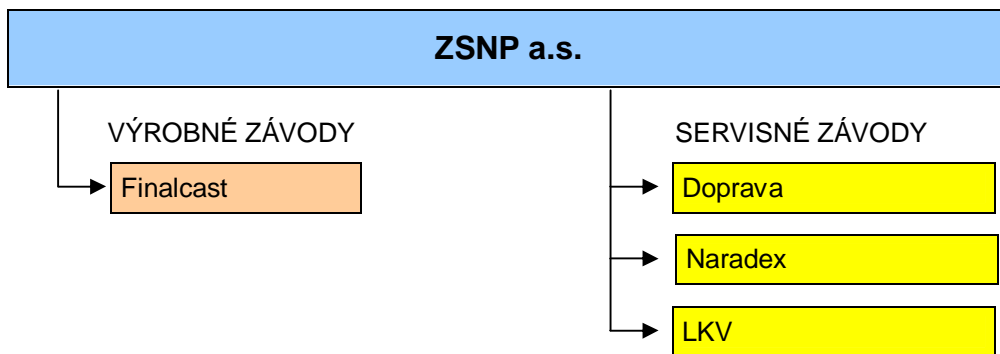 ZSNP a.s.
VÝROBNÉ ZÁVODY
Finalcast
SERVISNÉ ZÁVODY
Doprava
Naradex
LKV